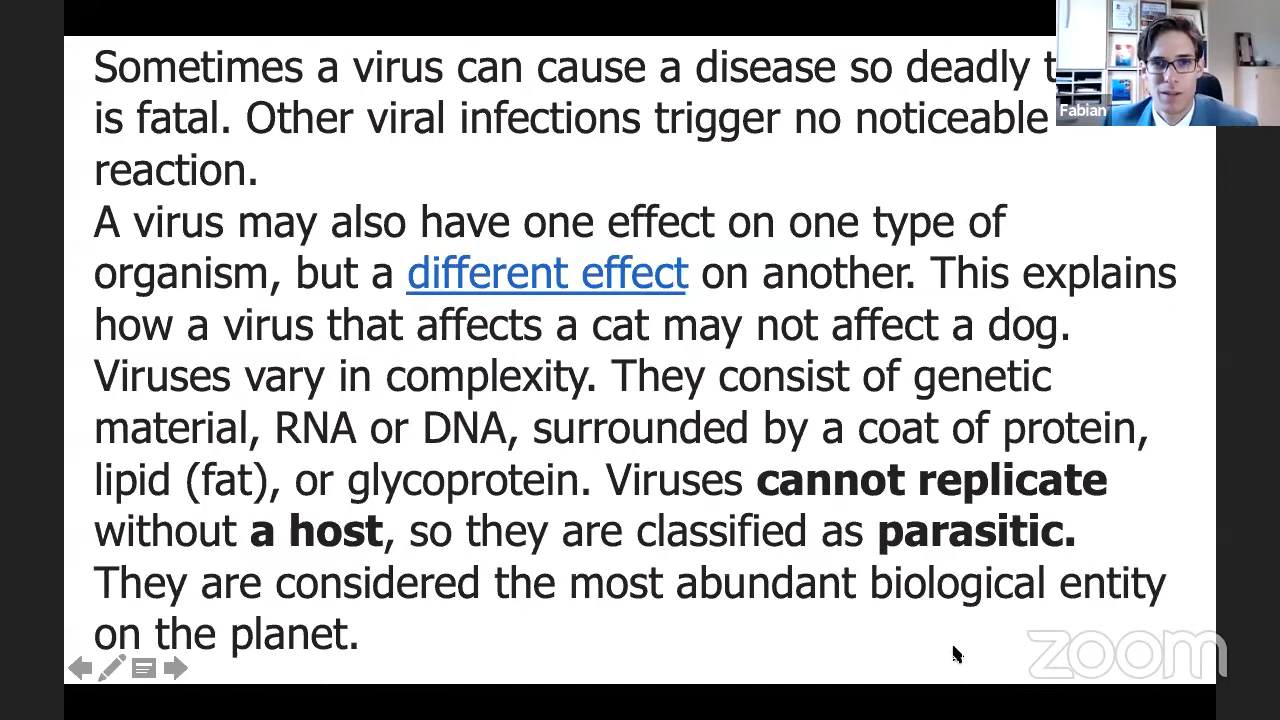 Sometimes a virus can cause a disease so deadly
is fatal. Other viral infections trigger no noticeable
reaction.
A virus may also have one effect on one type of
organism, but a different effect on another. This explains
how a virus that affects a cat may not affect a dog.
Viruses vary in complexity. They consist of genetic
material, RNA or DNA, surrounded by a coat of protein,
lipid (fat), or glycoprotein. Viruses cannot replicate
without a host, so they are classified as parasitic.
They are considered the most abundant biological entity
on the planet.
Fabian
zoom